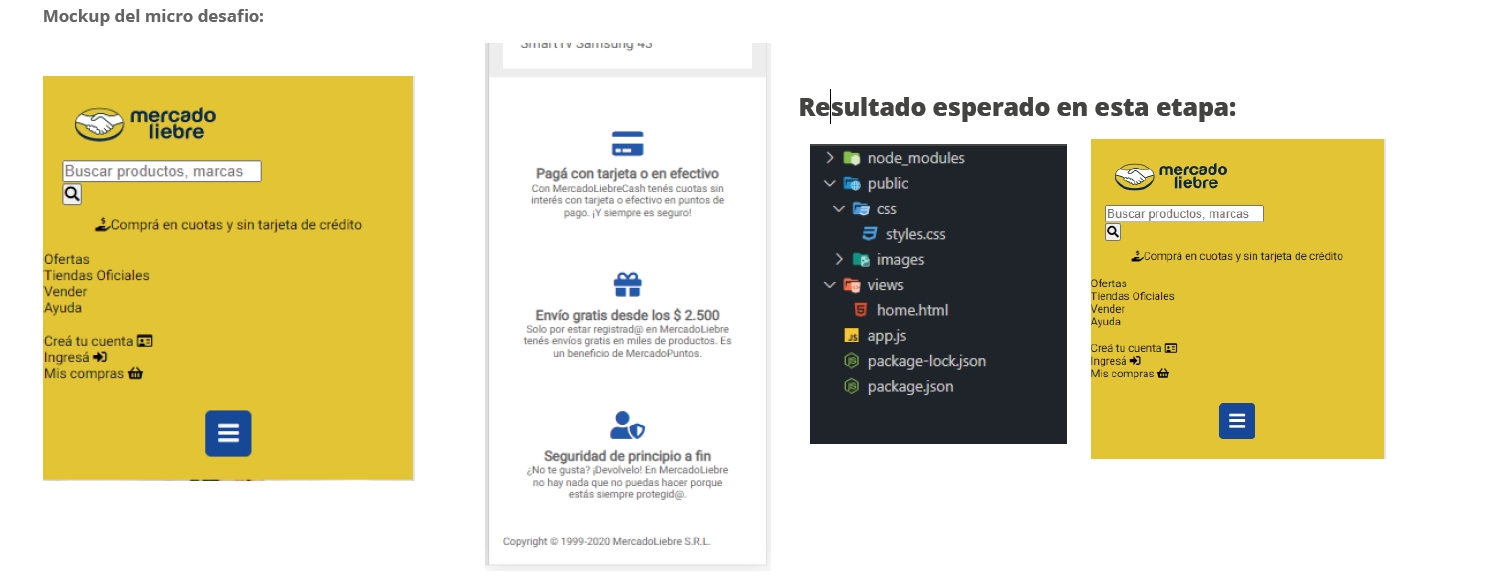 Mockup del micro desafio:
mercado
liebre
Buscar productos, marcas
Comprá en cuotas y sin tarjeta de crédito
Ofertas
Tiendas Oficiales
Vender
Ayuda
Creá tu cuenta
Ingresá
Mis compras
SmartTV Samsung 43
Pagá con tarjeta o en efectivo
Con MercadoLiebreCash tenés cuotas sin
interés con tarjeta o efectivo en puntos de
pago. ¡Y siempre es seguro!
Envío gratis desde los $ 2.500
Solo por estar registrad@ en MercadoLiebre
tenés envíos gratis en miles de productos. Es
un beneficio de MercadoPuntos.
Seguridad de principio a fin
¿No te gusta? ¡Devolvelo! En MercadoLiebre
no hay nada que no puedas hacer porque
estás siempre protegid@.
Copyright © 1999-2020 MercadoLiebre S.R.L.
Resultado esperado en esta etapa:
node_modules
public
css
styles.css
images
views
home.html
JS app.js
package-lock.json
package.json
mercado
liebre
Buscar productos, marcas
Comprá en cuotas y sin tarjeta de crédito
Ofertas
Tiendas Oficiales
Vender
Ayuda
Creá tu cuenta
Ingresá
Mis compras